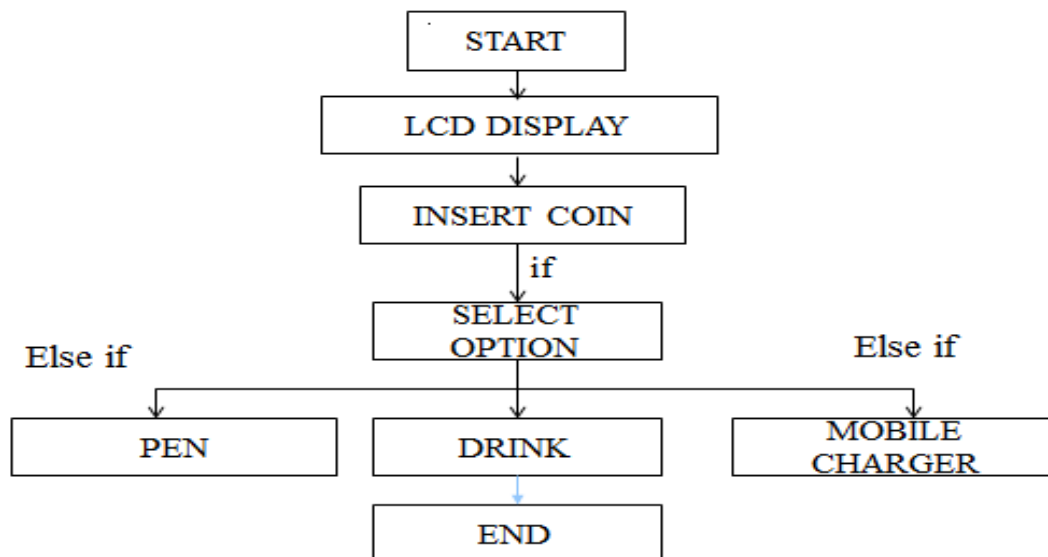 START
LCD DISPLAY
INSERT COIN
if
SELECT
OPTION
Else if
Else if
PEN
DRINK
MOBILE
CHARGER
END